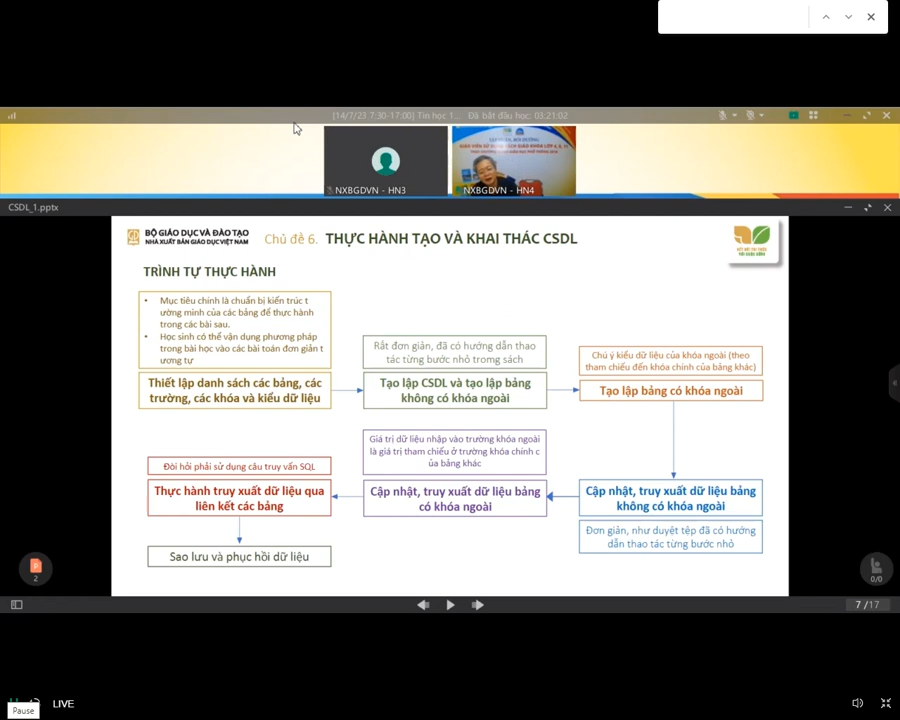 [14/7/23 7:30-17:00] Tin học 1... Đã bắt đầu học: 03:21:02
NXBGDVN - HN3
NXBGDVN - HN4
CSDL_1.pptx
BỘ GIÁO DỤC VÀ ĐÀO TẠO
NHÀ XUẤT BẢN GIÁO DỤC VIỆT NAM
Chủ đề 6. THỰC HÀNH TẠO VÀ KHAI THÁC CSDL
TRÌNH TỰ THỰC HÀNH
• Mục tiêu chính là chuẩn bị kiến trúc t
ường minh của các bảng để thực hành
trong các bài sau.
• Học sinh có thể vận dụng phương pháp
trong bài học vào các bài toán đơn giản t
ương tự
Thiết lập danh sách các bảng, các
trường, các khóa và kiểu dữ liệu
Rất đơn giản, đã có hướng dẫn thao
tác từng bước nhỏ tromg sách
Tạo lập CSDL và tạo lập bảng
không có khóa ngoài
Chú ý kiểu dữ liệu của khóa ngoài (theo
tham chiếu đến khóa chính của bảng khác)
Tạo lập bảng có khóa ngoài
Đòi hỏi phải sử dụng câu truy vấn SQL
Thực hành truy xuất dữ liệu qua
liên kết các bảng
Giá trị dữ liệu nhập vào trường khóa ngoài
là giá trị tham chiếu ở trường khóa chính c
ủa bảng khác
Cập nhật, truy xuất dữ liệu bảng
có khóa ngoài
Cập nhật, truy xuất dữ liệu bảng
không có khóa ngoài
Đơn giản, như duyệt tệp đã có hướng
dẫn thao tác từng bước nhỏ
Sao lưu và phục hồi dữ liệu
2
0/0
7 /17
LIVE
Pause